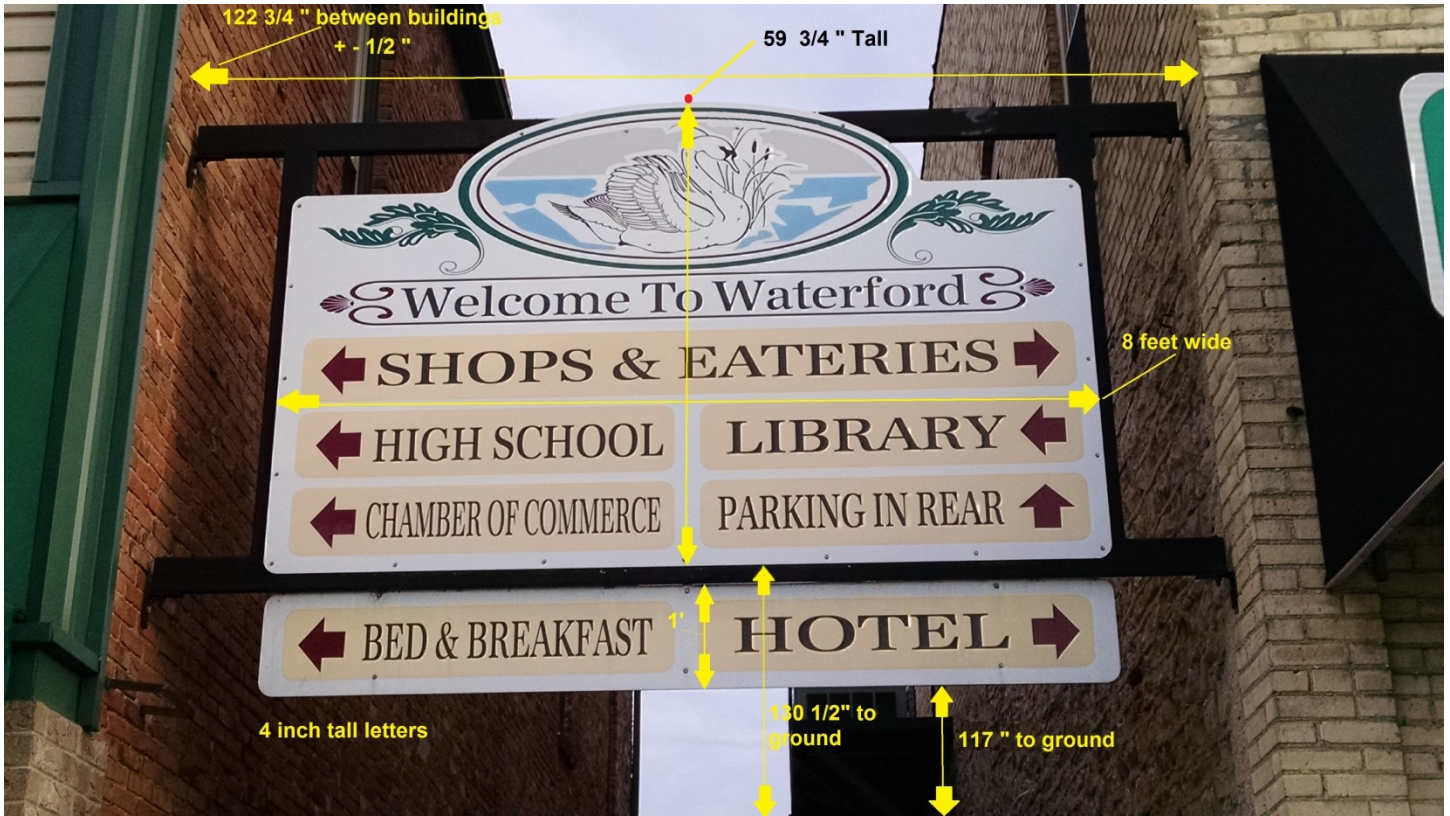 122 3/4 " between buildings
+ - 1/2 "
59 3/4 " Tall
Welcome To Waterford
SHOPS & EATERIES
8 feet wide
HIGH SCHOOL
LIBRARY
CHAMBER OF COMMERCE
PARKING IN REAR
1'
BED & BREAKFAST
HOTEL
4 inch tall letters
130 1/2" to
ground
117 " to ground